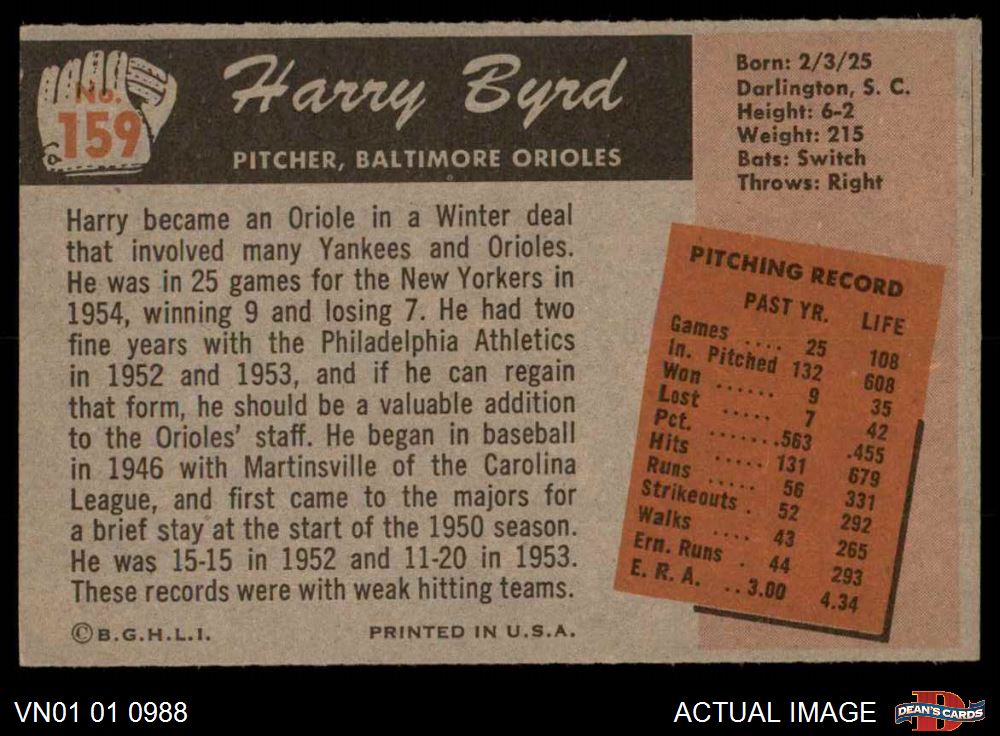 No.
159
Harry Byrd
PITCHER, BALTIMORE ORIOLES
Born: 2/3/25
Darlington, S. C.
Height: 6-2
Weight: 215
Bats: Switch
Throws: Right
Harry became an Oriole in a Winter deal
that involved many Yankees and Orioles.
He was in 25 games for the New Yorkers in
1954, winning 9 and losing 7. He had two
fine years with the Philadelphia Athletics
in 1952 and 1953, and if he can regain
that form, he should be a valuable addition
to the Orioles' staff. He began in baseball
in 1946 with Martinsville of the Carolina
League, and first came to the majors for
a brief stay at the start of the 1950 season.
He was 15-15 in 1952 and 11-20 in 1953.
These records were with weak hitting teams.
©B.G.H.L.I. PRINTED IN U.S.A.
PITCHING RECORD
PAST YR. LIFE
Games .... 25 108
In. Pitched 132 608
Won ...... 9 35
Lost ..... 7 42
Pct. .......563 .455
Hits ..... 131 679
Runs ..... 56 331
Strikeouts . 52 292
Walks .... 43 265
Ern. Runs . 44 293
E. R. A. ..3.00 4.34
VN01 01 0988 ACTUAL IMAGE DEAN'S CARDS